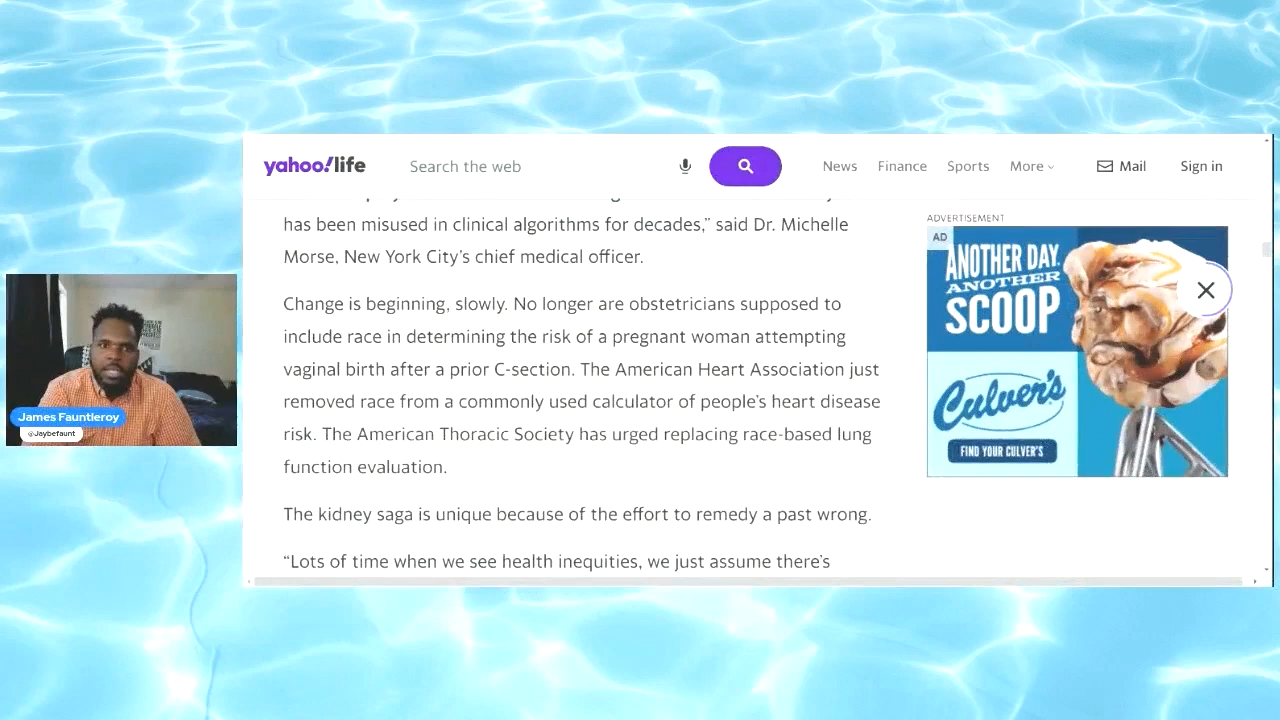 yahoo!life
Search the web
News Finance Sports More Mail Sign in
has been misused in clinical algorithms for decades,” said Dr. Michelle
Morse, New York City’s chief medical officer.
Change is beginning, slowly. No longer are obstetricians supposed to
include race in determining the risk of a pregnant woman attempting
vaginal birth after a prior C-section. The American Heart Association just
removed race from a commonly used calculator of people’s heart disease
risk. The American Thoracic Society has urged replacing race-based lung
function evaluation.
The kidney saga is unique because of the effort to remedy a past wrong.
“Lots of time when we see health inequities, we just assume there’s
ADVERTISEMENT
AD
ANOTHER DAY.
ANOTHER
SCOOP
Culver's
FIND YOUR CULVER'S
James Fauntleroy
@Jaybefaunt